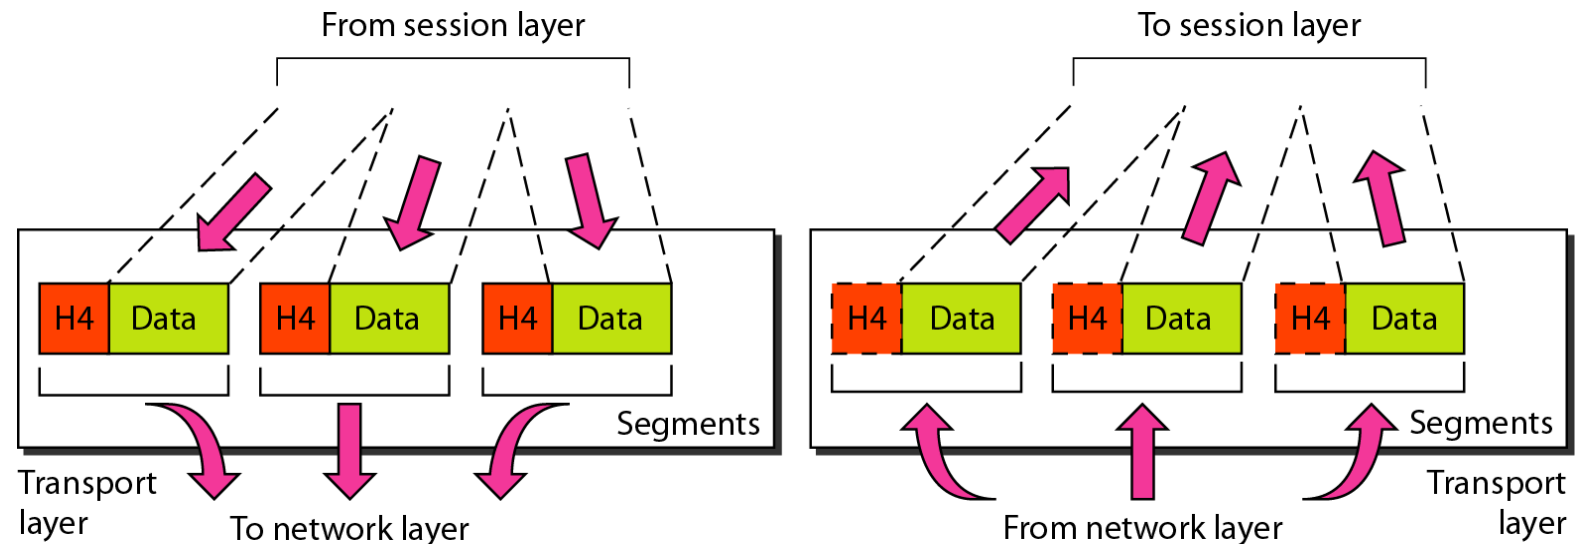 From session layer
To session layer
H4 Data H4 Data H4 Data
H4 Data H4 Data H4 Data
Segments
Segments
Transport
layer
To network layer
From network layer
Transport
layer